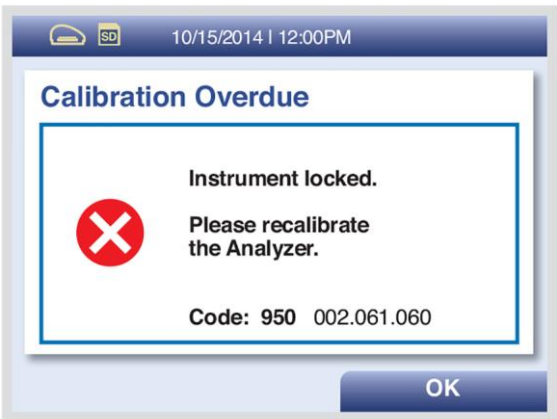 SD 10/15/2014 | 12:00PM
Calibration Overdue
Instrument locked.
Please recalibrate
the Analyzer.
Code: 950 002.061.060
OK